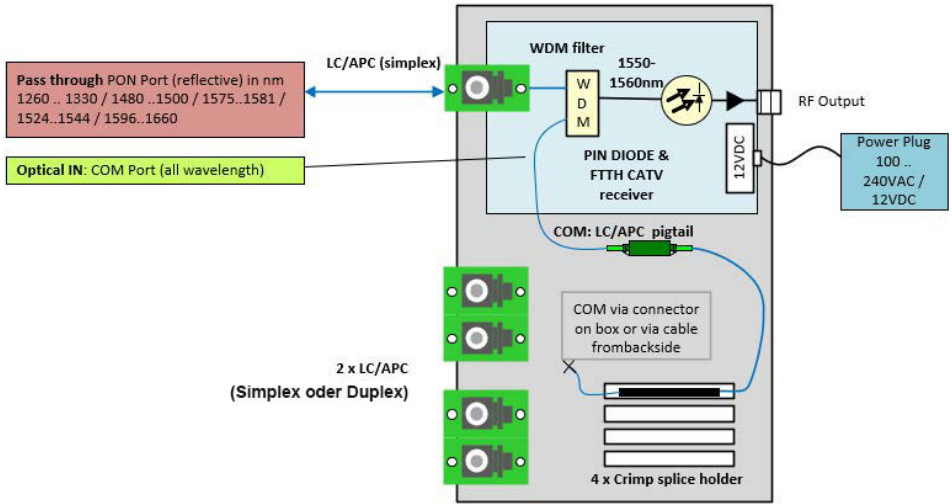 WDM filter
1550-
1560nm
LC/APC (simplex)
Pass through PON Port (reflective) in nm
1260 .. 1330 / 1480 ..1500 / 1575..1581 /
1524..1544 / 1596..1660
W
D
M
RF Output
Optical IN: COM Port (all wavelength)
PIN DIODE &
FTTH CATV
receiver
12VDC
Power Plug
100 ..
240VAC /
12VDC
COM: LC/APC pigtail
COM via connector
on box or via cable
frombackside
2 x LC/APC
(Simplex oder Duplex)
4 x Crimp splice holder